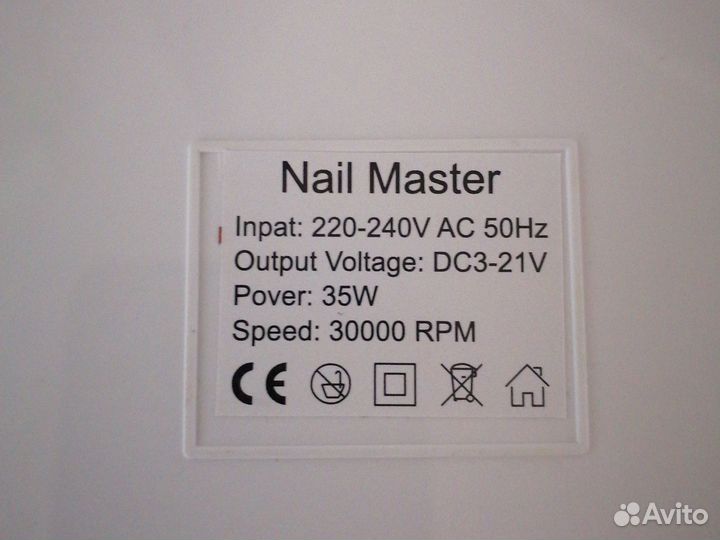 Nail Master
Inpat: 220-240V AC 50Hz
Output Voltage: DC3-21V
Pover: 35W
Speed: 30000 RPM
CE
Avito